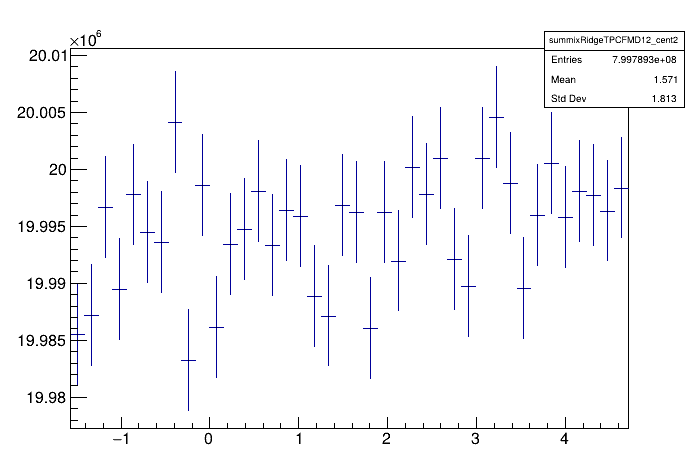 ×10⁶
summixRidgeTPCFMD12_cent2
Entries 7.997893e+08
Mean 1.571
Std Dev 1.813
20.01
20.005
20
19.995
19.99
19.985
19.98
−1 0 1 2 3 4